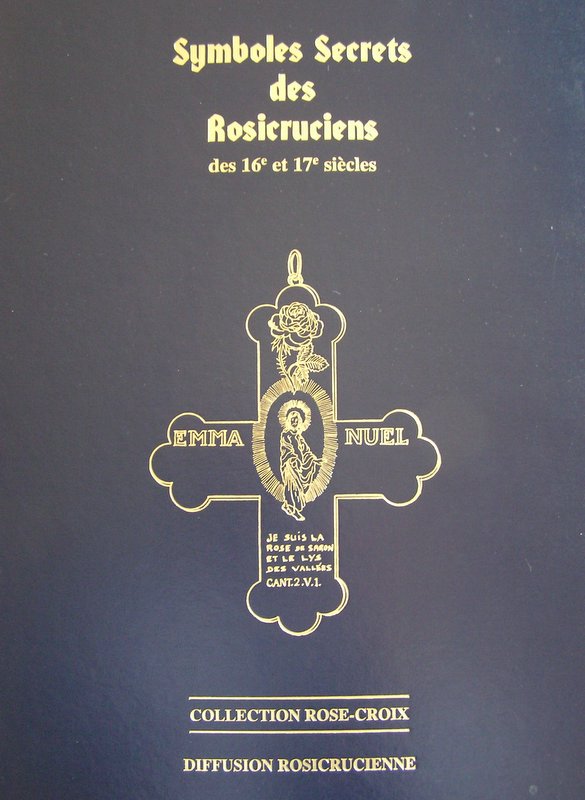 Symboles Secrets
des
Rosicruciens
des 16e et 17e siècles
EMMA NUEL
JE SUIS LA
ROSE DE SARON
ET LE LYS
DES VALLÉES
CANT.2.V.1.
COLLECTION ROSE-CROIX
DIFFUSION ROSICRUCIENNE